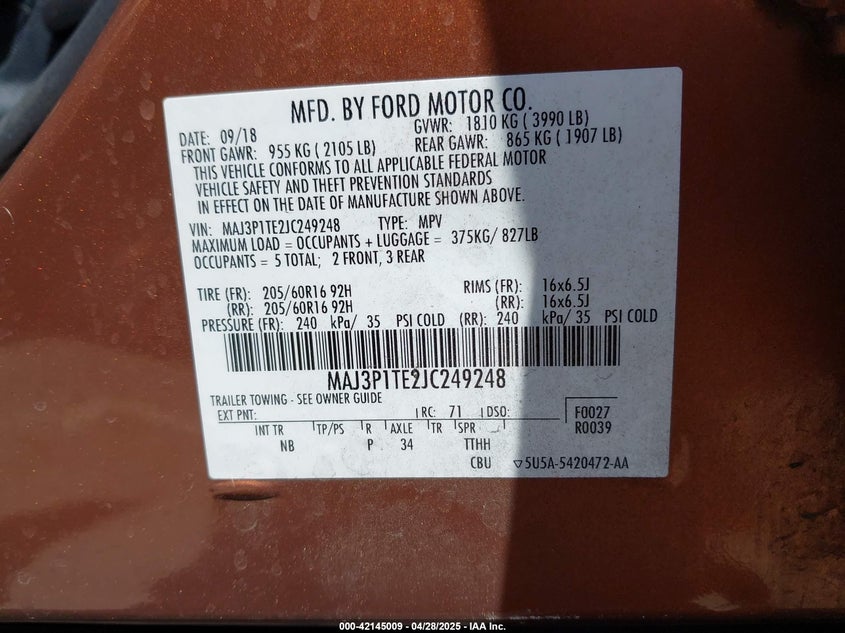 MFD. BY FORD MOTOR CO.
DATE: 09/18 GVWR: 1810 KG ( 3990 LB)
FRONT GAWR: 955 KG ( 2105 LB) REAR GAWR: 865 KG ( 1907 LB)
THIS VEHICLE CONFORMS TO ALL APPLICABLE FEDERAL MOTOR
VEHICLE SAFETY AND THEFT PREVENTION STANDARDS
IN EFFECT ON THE DATE OF MANUFACTURE SHOWN ABOVE.
VIN: MAJ3P1TE2JC249248 TYPE: MPV
MAXIMUM LOAD = OCCUPANTS + LUGGAGE = 375KG/ 827LB
OCCUPANTS = 5 TOTAL; 2 FRONT, 3 REAR
TIRE (FR): 205/60R16 92H RIMS (FR): 16x6.5J
(RR): 205/60R16 92H (RR): 16x6.5J
PRESSURE (FR): 240 kPa/ 35 PSI COLD (RR): 240 kPa/ 35 PSI COLD
MAJ3P1TE2JC249248
TRAILER TOWING - SEE OWNER GUIDE
EXT PNT: RC: 71 DSO: F0027
INT TR TP/PS R AXLE TR SPR R0039
NB P 34 TTHH
CBU ▽5U5A-5420472-AA
000-42145009 - 04/28/2025 - IAA Inc.